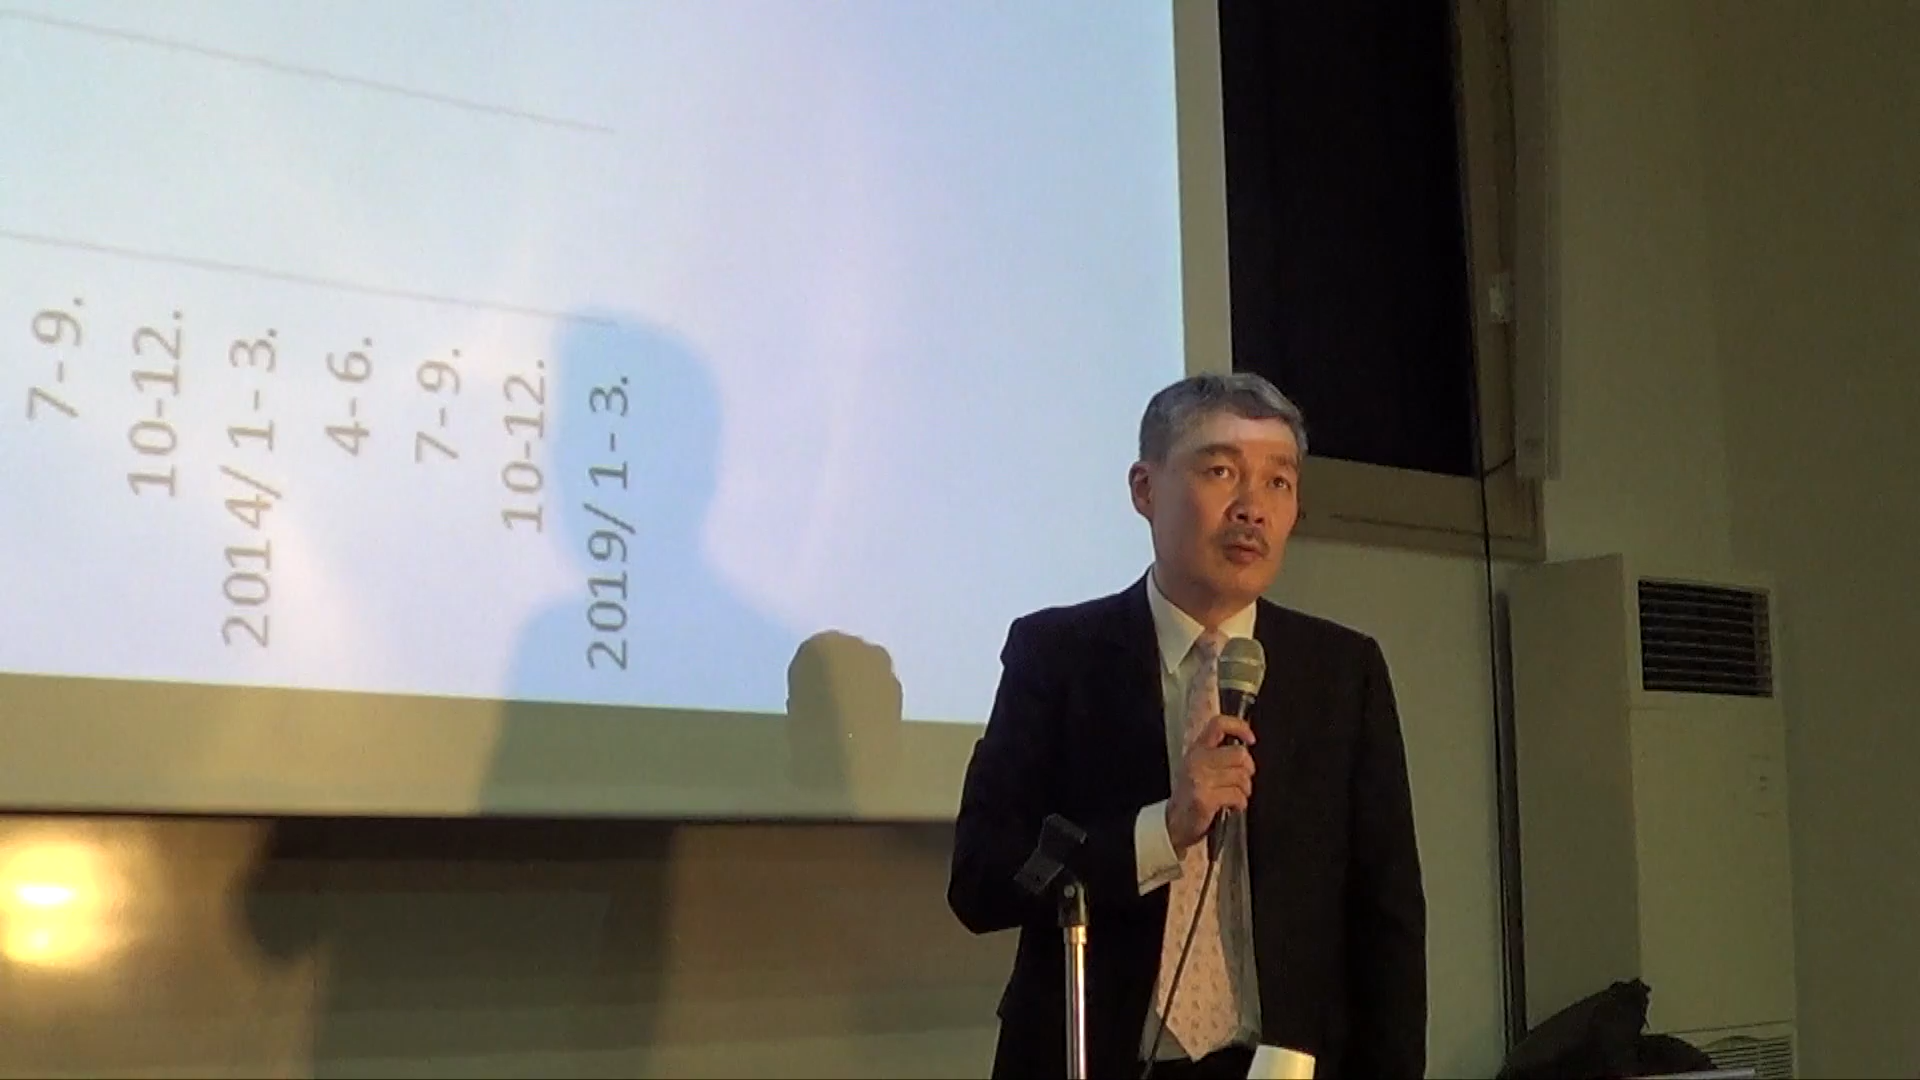 7- 9.
10-12.
2014/ 1- 3.
4- 6.
7- 9.
10-12.
2019/ 1- 3.